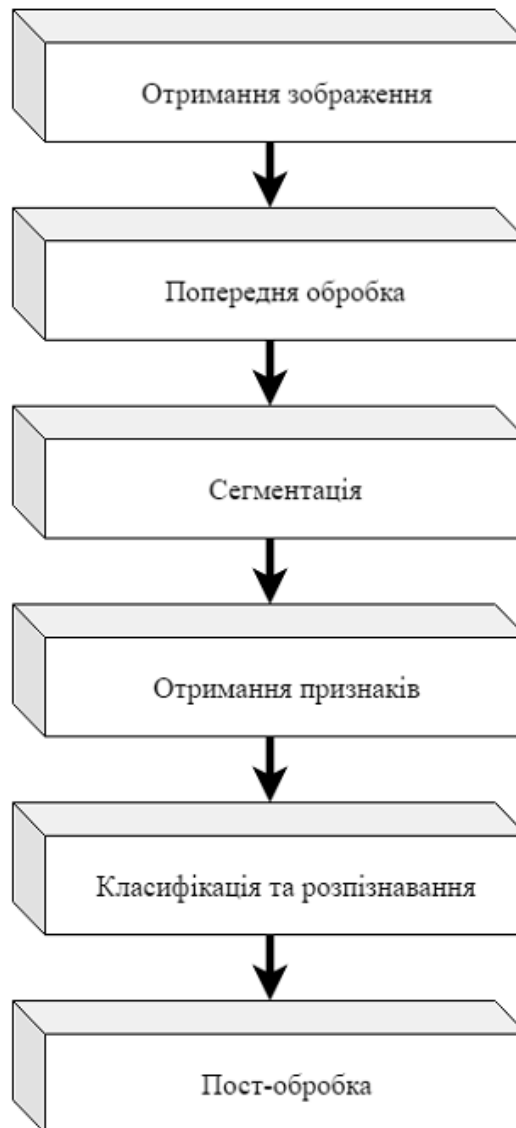 Отримання зображення
Попередня обробка
Сегментація
Отримання признаків
Класифікація та розпізнавання
Пост-обробка